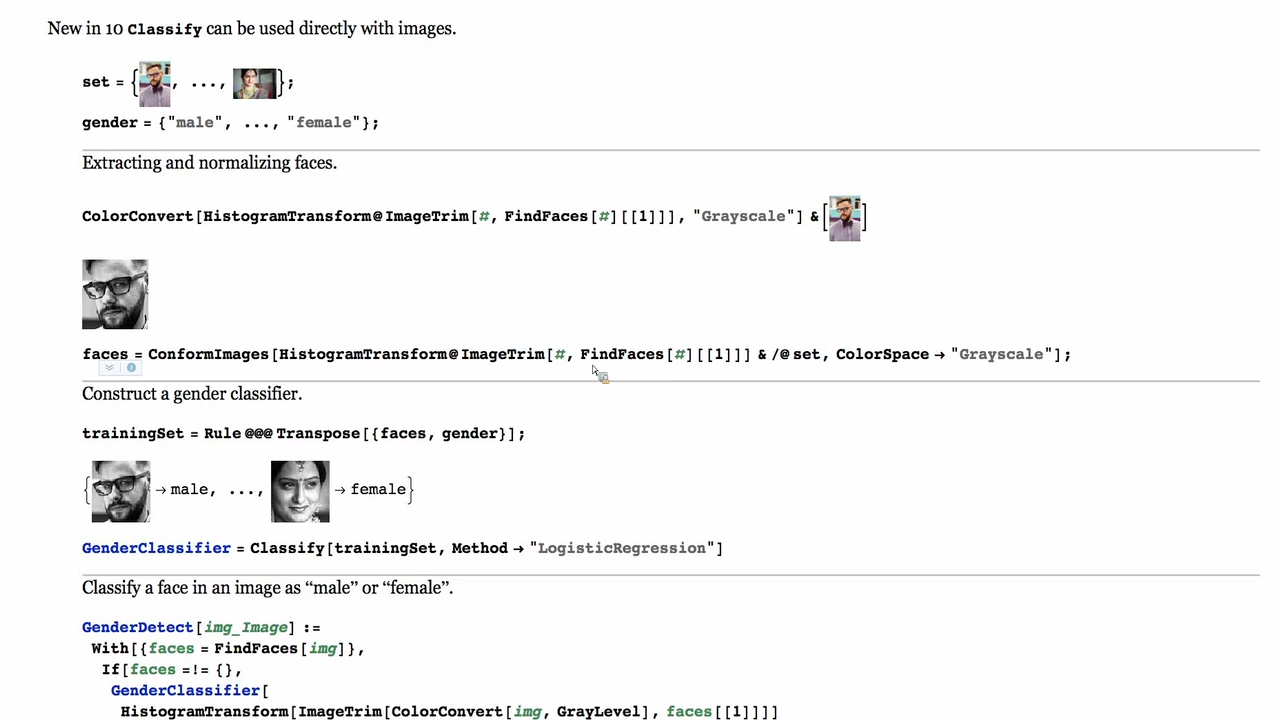 New in 10 Classify can be used directly with images.
set = {, ..., };
gender = {"male", ..., "female"};
Extracting and normalizing faces.
ColorConvert[HistogramTransform@ImageTrim[#, FindFaces[#][[1]]], "Grayscale"] &[]
faces = ConformImages[HistogramTransform@ImageTrim[#, FindFaces[#][[1]]] & /@ set, ColorSpace → "Grayscale"];
Construct a gender classifier.
trainingSet = Rule @@@ Transpose[{faces, gender}];
{ → male, ..., → female}
GenderClassifier = Classify[trainingSet, Method → "LogisticRegression"]
Classify a face in an image as “male” or “female”.
GenderDetect[img_Image] :=
With[{faces = FindFaces[img]},
If[faces =!= {},
GenderClassifier[
HistogramTransform[ImageTrim[ColorConvert[img, GrayLevel], faces[[1]]]]